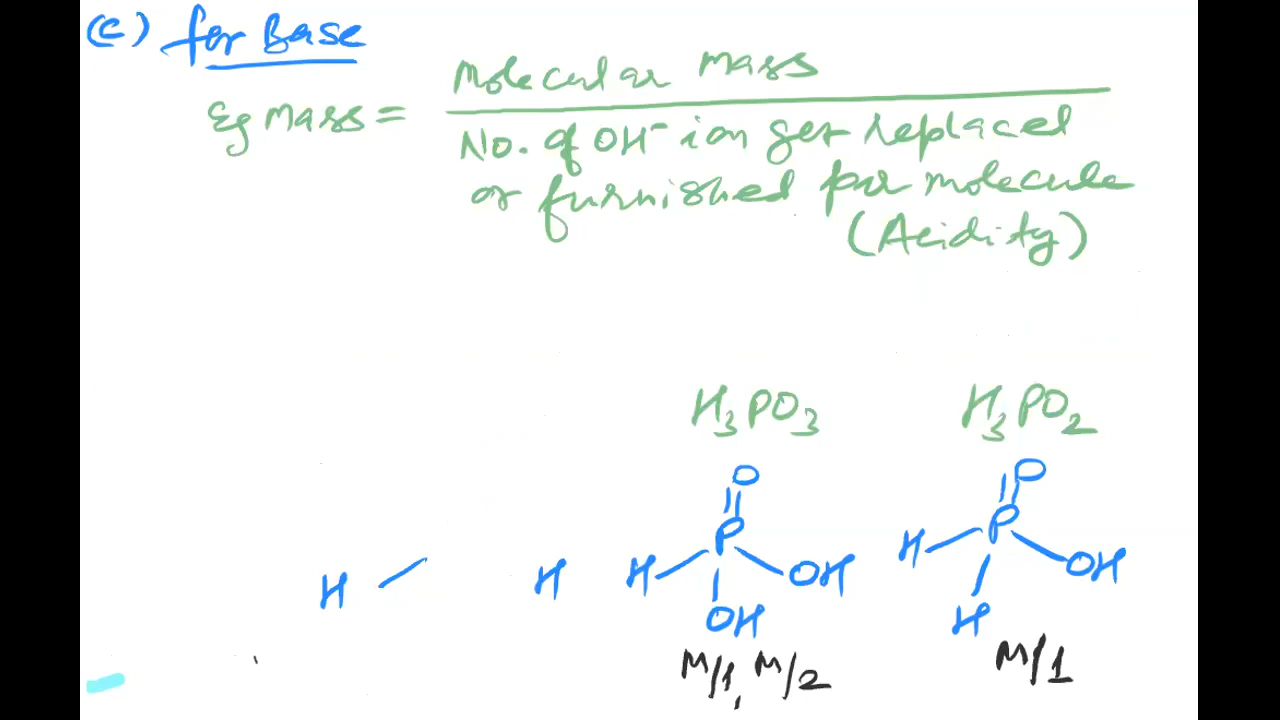 (C) for Base
Eq Mass = Molecular Mass
No. of OH⁻ ion get replaced
or furnished per molecule
(Acidity)
H₃PO₃ H₃PO₂
O O
P P
H H H OH H OH
OH H
M/1, M/2 M/1